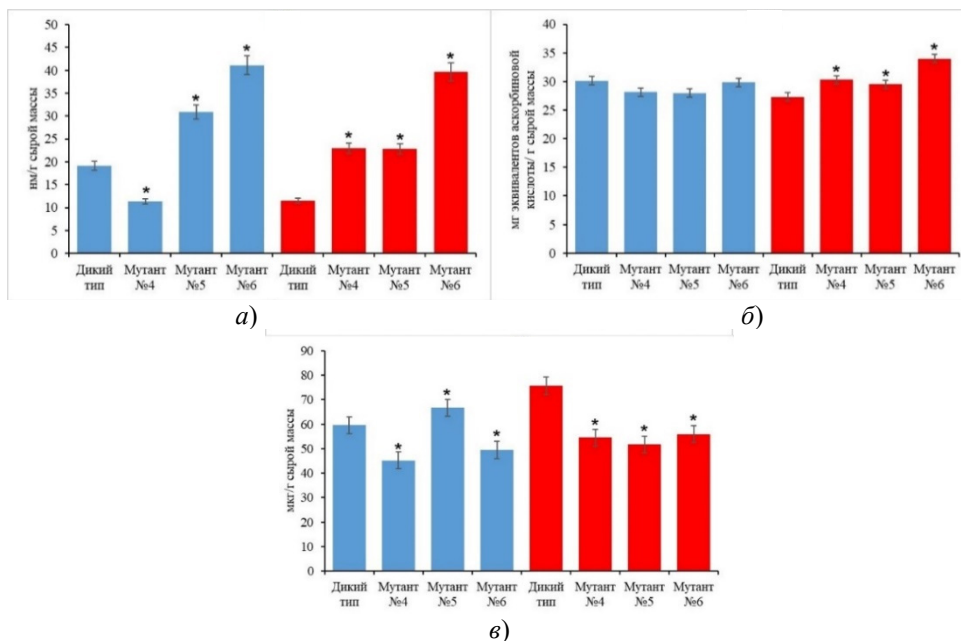 нм/г сырой массы
50
45
40
35
30
25
20
15
10
5
0
*
*
*
*
*
*
Дикий тип
Мутант №4
Мутант №5
Мутант №6
Дикий тип
Мутант №4
Мутант №5
Мутант №6
а)
мг эквивалентов аскорбиновой
кислоты/ г сырой массы
40
35
30
25
20
15
10
5
0
*
*
*
Дикий тип
Мутант №4
Мутант №5
Мутант №6
Дикий тип
Мутант №4
Мутант №5
Мутант №6
б)
мкг/г сырой массы
90
80
70
60
50
40
30
20
10
0
*
*
*
*
*
*
Дикий тип
Мутант №4
Мутант №5
Мутант №6
Дикий тип
Мутант №4
Мутант №5
Мутант №6
в)